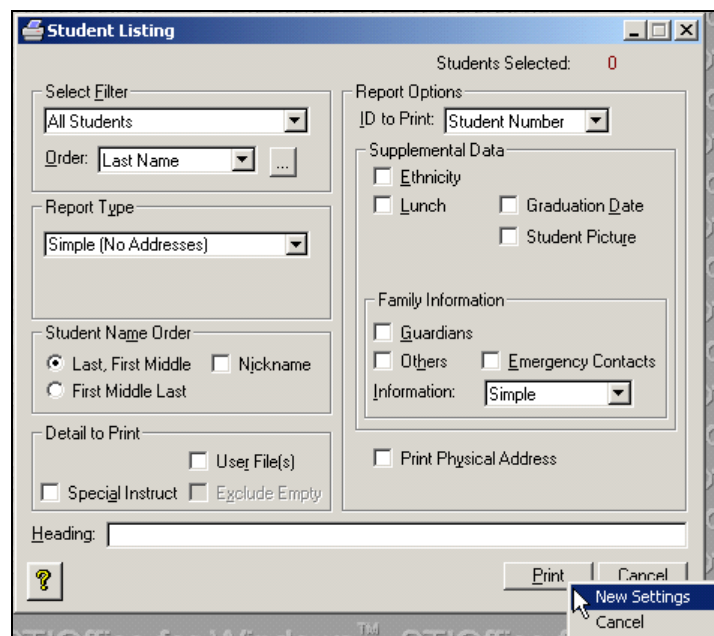 Student Listing
Students Selected: 0
Select Filter
All Students
Order: Last Name ...
Report Type
Simple (No Addresses)
Student Name Order
Last, First Middle Nickname
First Middle Last
Detail to Print
User File(s)
Special Instruct Exclude Empty
Report Options
ID to Print: Student Number
Supplemental Data
Ethnicity
Lunch Graduation Date
Student Picture
Family Information
Guardians
Others Emergency Contacts
Information: Simple
Print Physical Address
Heading:
? Print Cancel
New Settings
Cancel